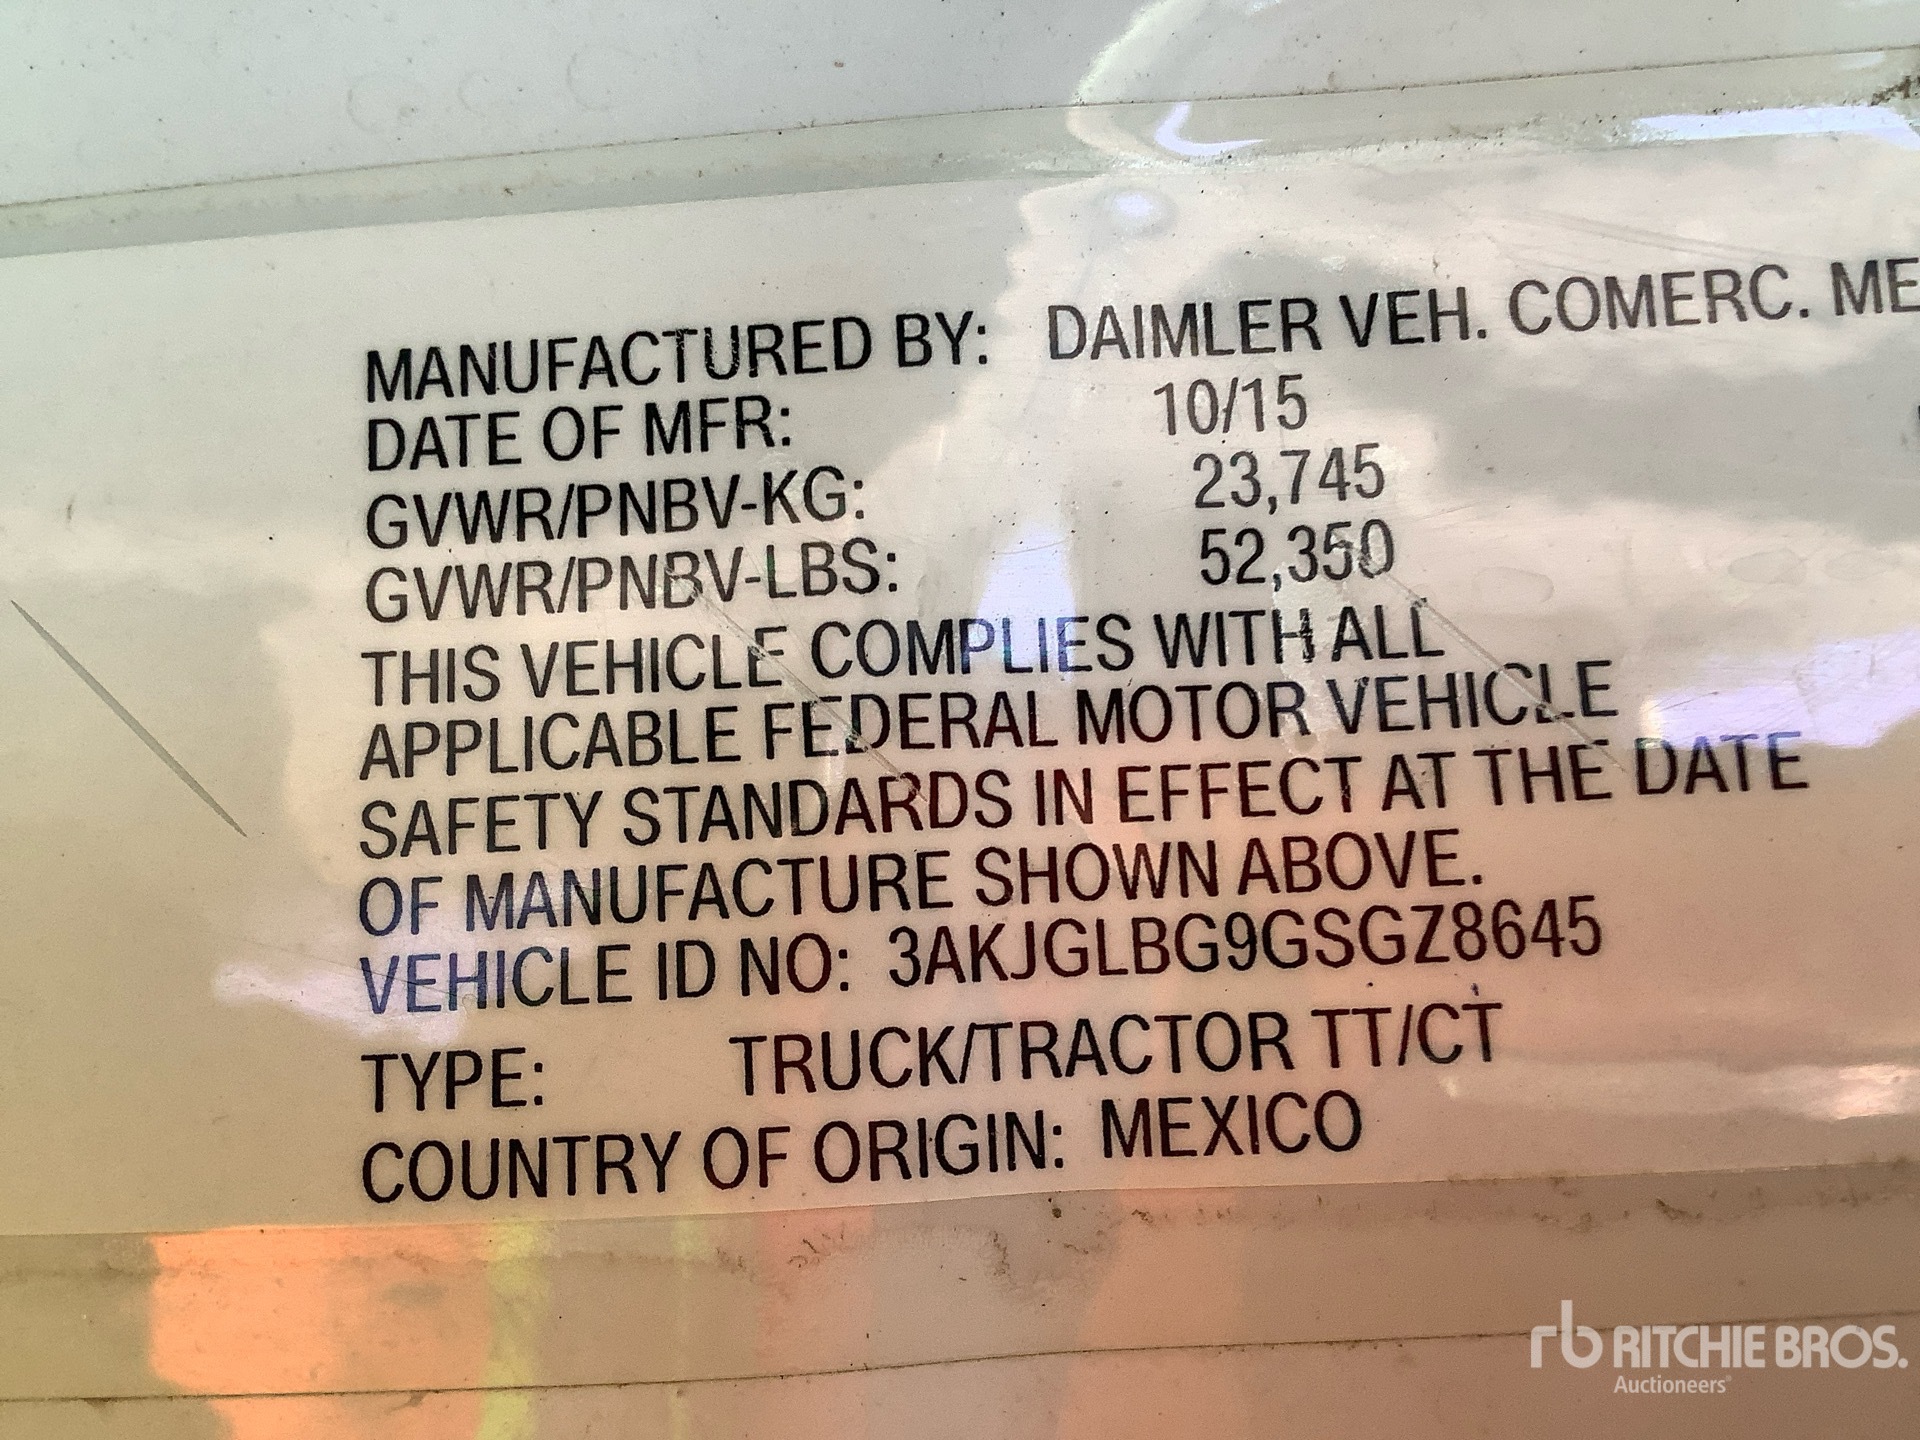 MANUFACTURED BY: DAIMLER VEH. COMERC. ME
DATE OF MFR: 10/15
GVWR/PNBV-KG: 23,745
GVWR/PNBV-LBS: 52,350
THIS VEHICLE COMPLIES WITH ALL
APPLICABLE FEDERAL MOTOR VEHICLE
SAFETY STANDARDS IN EFFECT AT THE DATE
OF MANUFACTURE SHOWN ABOVE.
VEHICLE ID NO: 3AKJGLBG9GSGZ8645
TYPE: TRUCK/TRACTOR TT/CT
COUNTRY OF ORIGIN: MEXICO
rb RITCHIE BROS.
Auctioneers